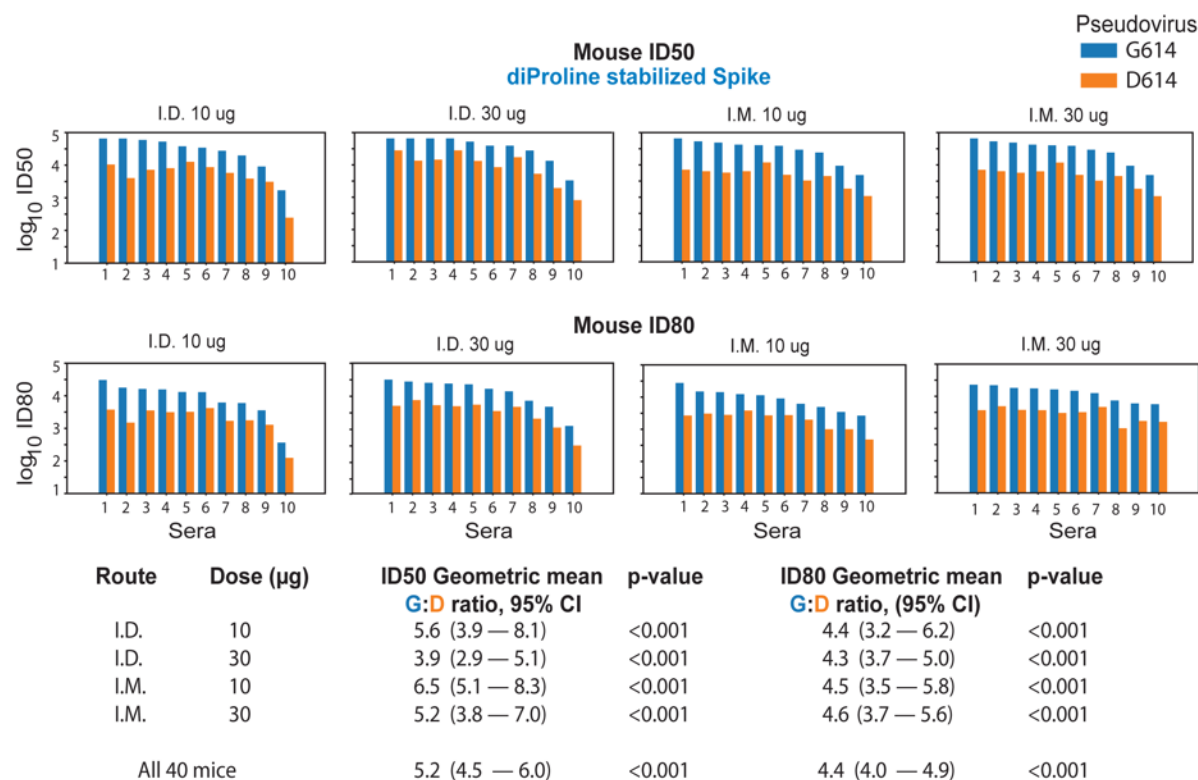 Pseudovirus
G614
D614
Mouse ID50
diProline stabilized Spike
I.D. 10 ug
I.D. 30 ug
I.M. 10 ug
I.M. 30 ug
log10 ID50
5
4
3
2
1
1 2 3 4 5 6 7 8 9 10
1 2 3 4 5 6 7 8 9 10
1 2 3 4 5 6 7 8 9 10
1 2 3 4 5 6 7 8 9 10
Mouse ID80
I.D. 10 ug
I.D. 30 ug
I.M. 10 ug
I.M. 30 ug
log10 ID80
5
4
3
2
1
1 2 3 4 5 6 7 8 9 10
1 2 3 4 5 6 7 8 9 10
1 2 3 4 5 6 7 8 9 10
1 2 3 4 5 6 7 8 9 10
Sera
Sera
Sera
Sera
Route Dose (µg) ID50 Geometric mean p-value ID80 Geometric mean p-value
G:D ratio, 95% CI G:D ratio, (95% CI)
I.D. 10 5.6 (3.9 — 8.1) <0.001 4.4 (3.2 — 6.2) <0.001
I.D. 30 3.9 (2.9 — 5.1) <0.001 4.3 (3.7 — 5.0) <0.001
I.M. 10 6.5 (5.1 — 8.3) <0.001 4.5 (3.5 — 5.8) <0.001
I.M. 30 5.2 (3.8 — 7.0) <0.001 4.6 (3.7 — 5.6) <0.001
All 40 mice 5.2 (4.5 — 6.0) <0.001 4.4 (4.0 — 4.9) <0.001